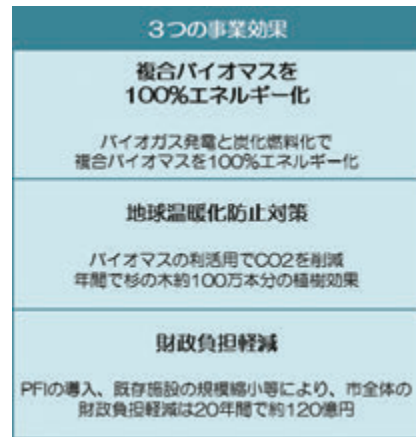 3つの事業効果
複合バイオマスを
100%エネルギー化
バイオガス発電と炭化燃料化で
複合バイオマスを100%エネルギー化
地球温暖化防止対策
バイオマスの利活用でCO2を削減
年間で杉の木約100万本分の植樹効果
財政負担軽減
PFIの導入、既存施設の規模縮小等により、市全体の
財政負担軽減は20年間で約120億円